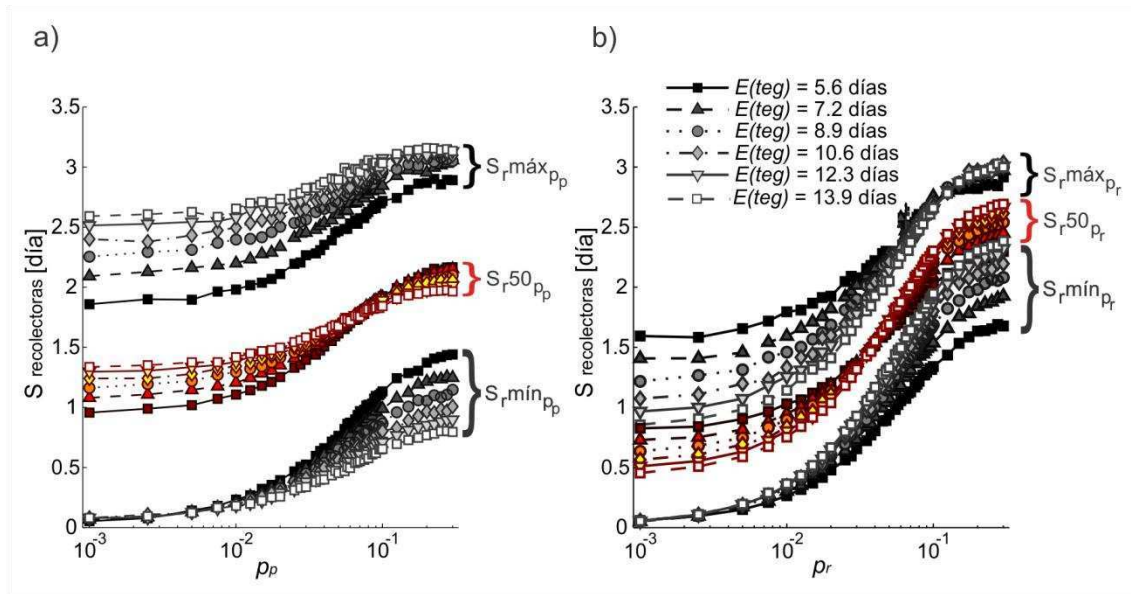 a)
3.5
3
2.5
2
1.5
1
0.5
0
S recolectoras [día]
10-3
10-2
10-1
pp
Srmáxpp
Sr50pp
Srmínpp
b)
E(teg) = 5.6 días
E(teg) = 7.2 días
E(teg) = 8.9 días
E(teg) = 10.6 días
E(teg) = 12.3 días
E(teg) = 13.9 días
3.5
3
2.5
2
1.5
1
0.5
0
S recolectoras [día]
10-3
10-2
10-1
pr
Srmáxpr
Sr50pr
Srmínpr